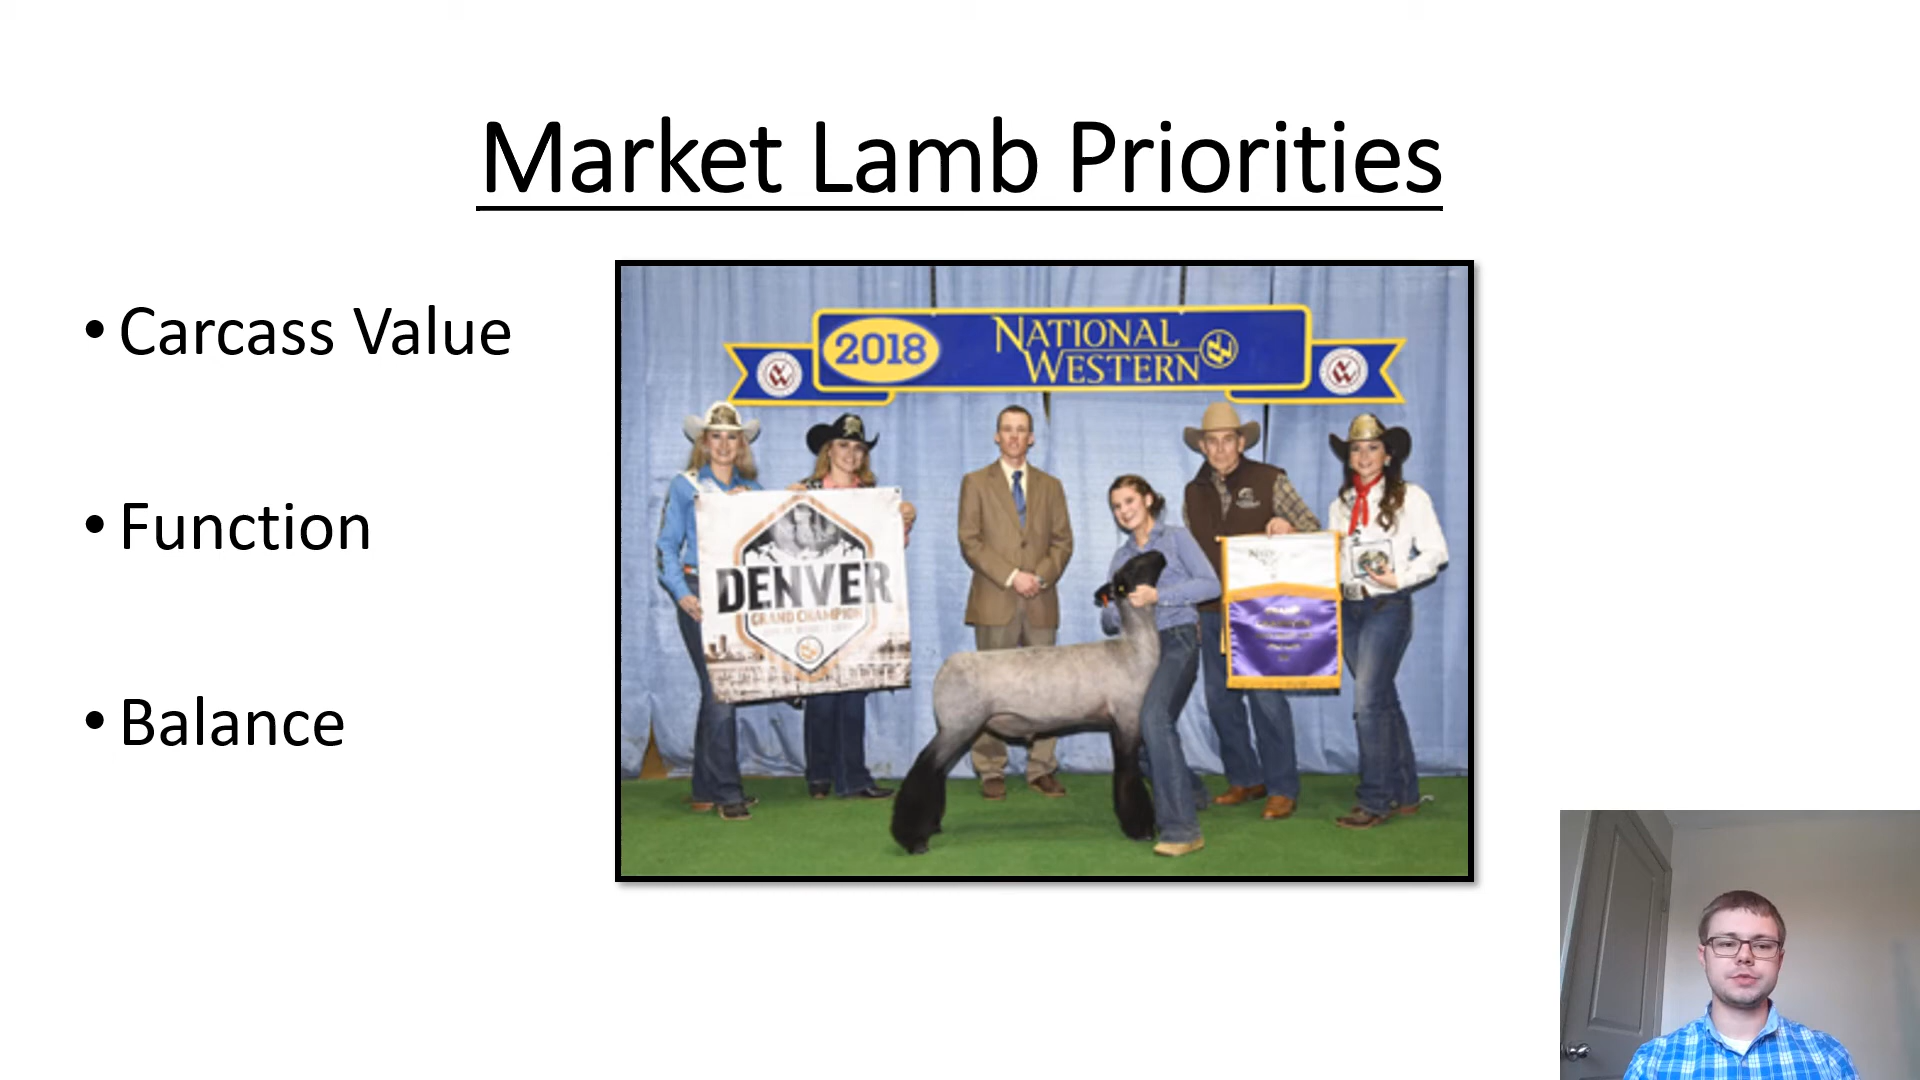 Market Lamb Priorities
• Carcass Value
• Function
• Balance
2018
NATIONAL
WESTERN
DENVER
GRAND CHAMPION